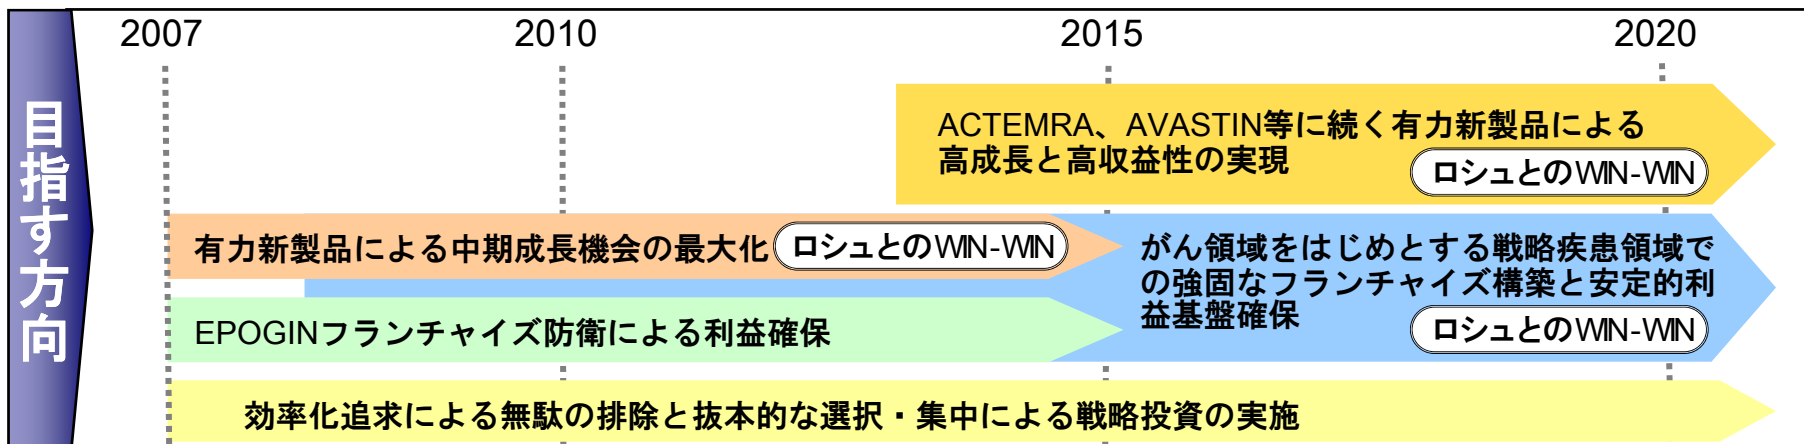 2007
2010
2015
2020
目指す方向
ACTEMRA、AVASTIN等に続く有力新製品による
高成長と高収益性の実現
ロシュとのWIN-WIN
有力新製品による中期成長機会の最大化
ロシュとのWIN-WIN
がん領域をはじめとする戦略疾患領域で
の強固なフランチャイズ構築と安定的利
益基盤確保
ロシュとのWIN-WIN
EPOGINフランチャイズ防衛による利益確保
効率化追求による無駄の排除と抜本的な選択・集中による戦略投資の実施